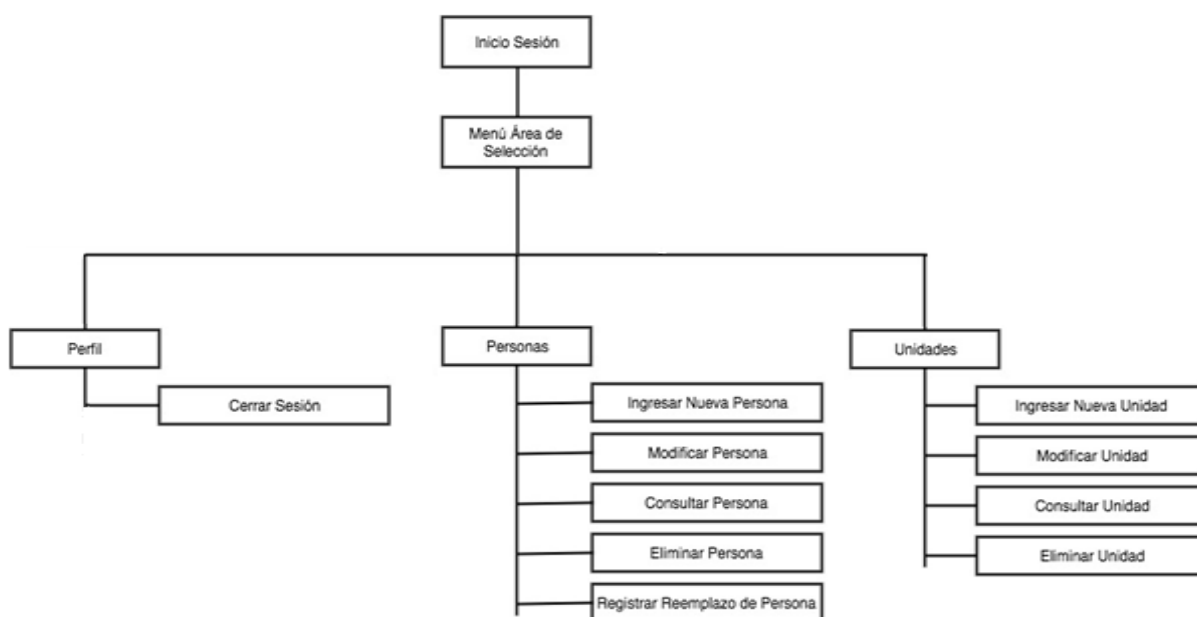 Inicio Sesión
Menú Área de
Selección
Perfil
Cerrar Sesión
Personas
Ingresar Nueva Persona
Modificar Persona
Consultar Persona
Eliminar Persona
Registrar Reemplazo de Persona
Unidades
Ingresar Nueva Unidad
Modificar Unidad
Consultar Unidad
Eliminar Unidad